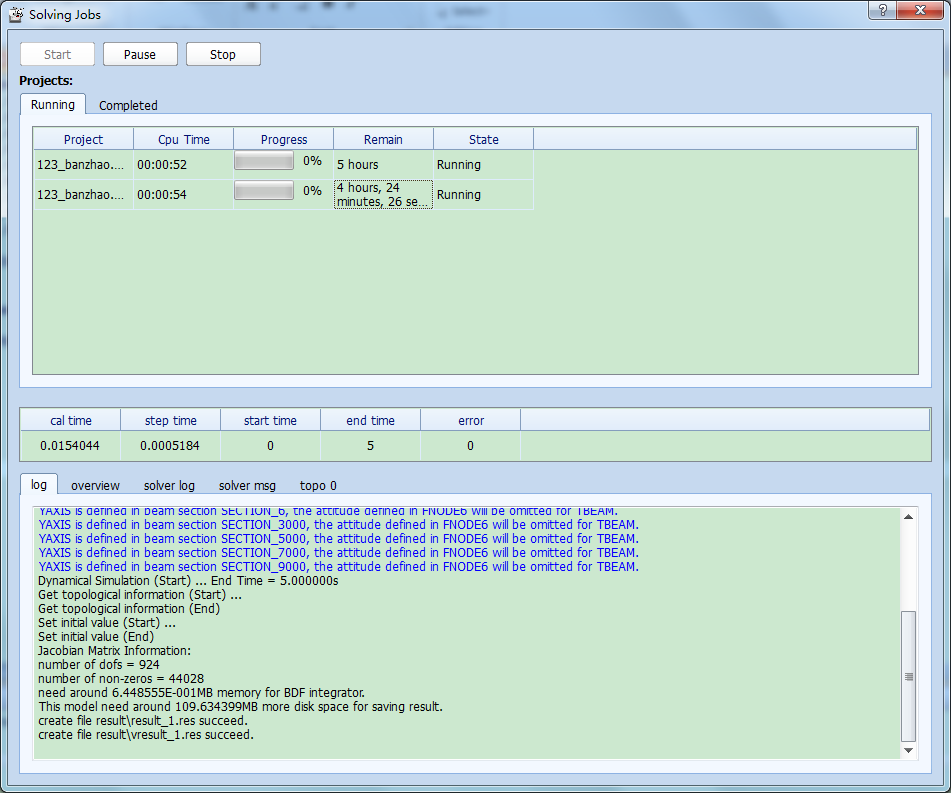 Solving Jobs
?
Start Pause Stop
Projects:
Running Completed
Project Cpu Time Progress Remain State
123_banzhao.... 00:00:52 0% 5 hours Running
123_banzhao.... 00:00:54 0% 4 hours, 24 Running
minutes, 26 se...
cal time step time start time end time error
0.0154044 0.0005184 0 5 0
log overview solver log solver msg topo 0
YAXIS is defined in beam section SECTION_6, the attitude defined in FNODE6 will be omitted for TBEAM.
YAXIS is defined in beam section SECTION_3000, the attitude defined in FNODE6 will be omitted for TBEAM.
YAXIS is defined in beam section SECTION_5000, the attitude defined in FNODE6 will be omitted for TBEAM.
YAXIS is defined in beam section SECTION_7000, the attitude defined in FNODE6 will be omitted for TBEAM.
YAXIS is defined in beam section SECTION_9000, the attitude defined in FNODE6 will be omitted for TBEAM.
Dynamical Simulation (Start) ... End Time = 5.000000s
Get topological information (Start) ...
Get topological information (End)
Set initial value (Start) ...
Set initial value (End)
Jacobian Matrix Information:
number of dofs = 924
number of non-zeros = 44028
need around 6.448555E-001MB memory for BDF integrator.
This model need around 109.634399MB more disk space for saving result.
create file result\result_1.res succeed.
create file result\vresult_1.res succeed.